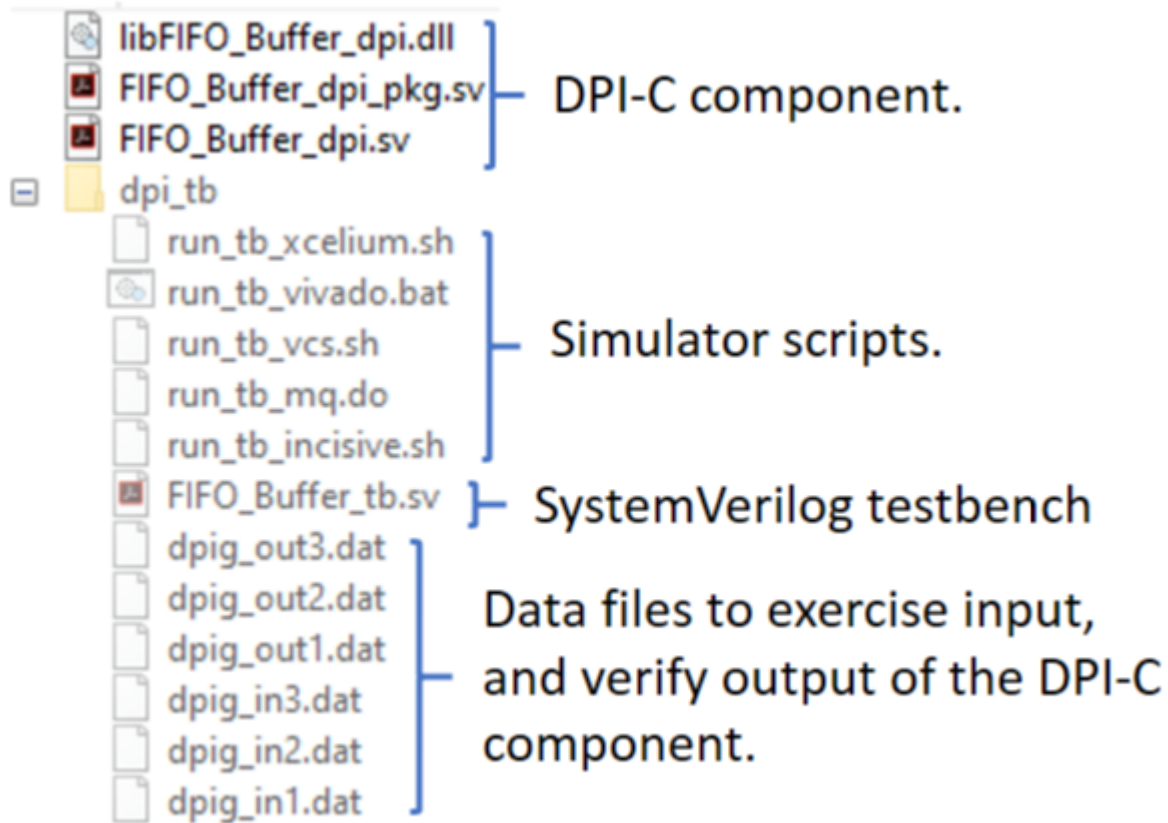 libFIFO_Buffer_dpi.dll
FIFO_Buffer_dpi_pkg.sv
FIFO_Buffer_dpi.sv
DPI-C component.
dpi_tb
run_tb_xcelium.sh
run_tb_vivado.bat
run_tb_vcs.sh
run_tb_mq.do
run_tb_incisive.sh
Simulator scripts.
FIFO_Buffer_tb.sv
SystemVerilog testbench
dpig_out3.dat
dpig_out2.dat
dpig_out1.dat
dpig_in3.dat
dpig_in2.dat
dpig_in1.dat
Data files to exercise input,
and verify output of the DPI-C
component.